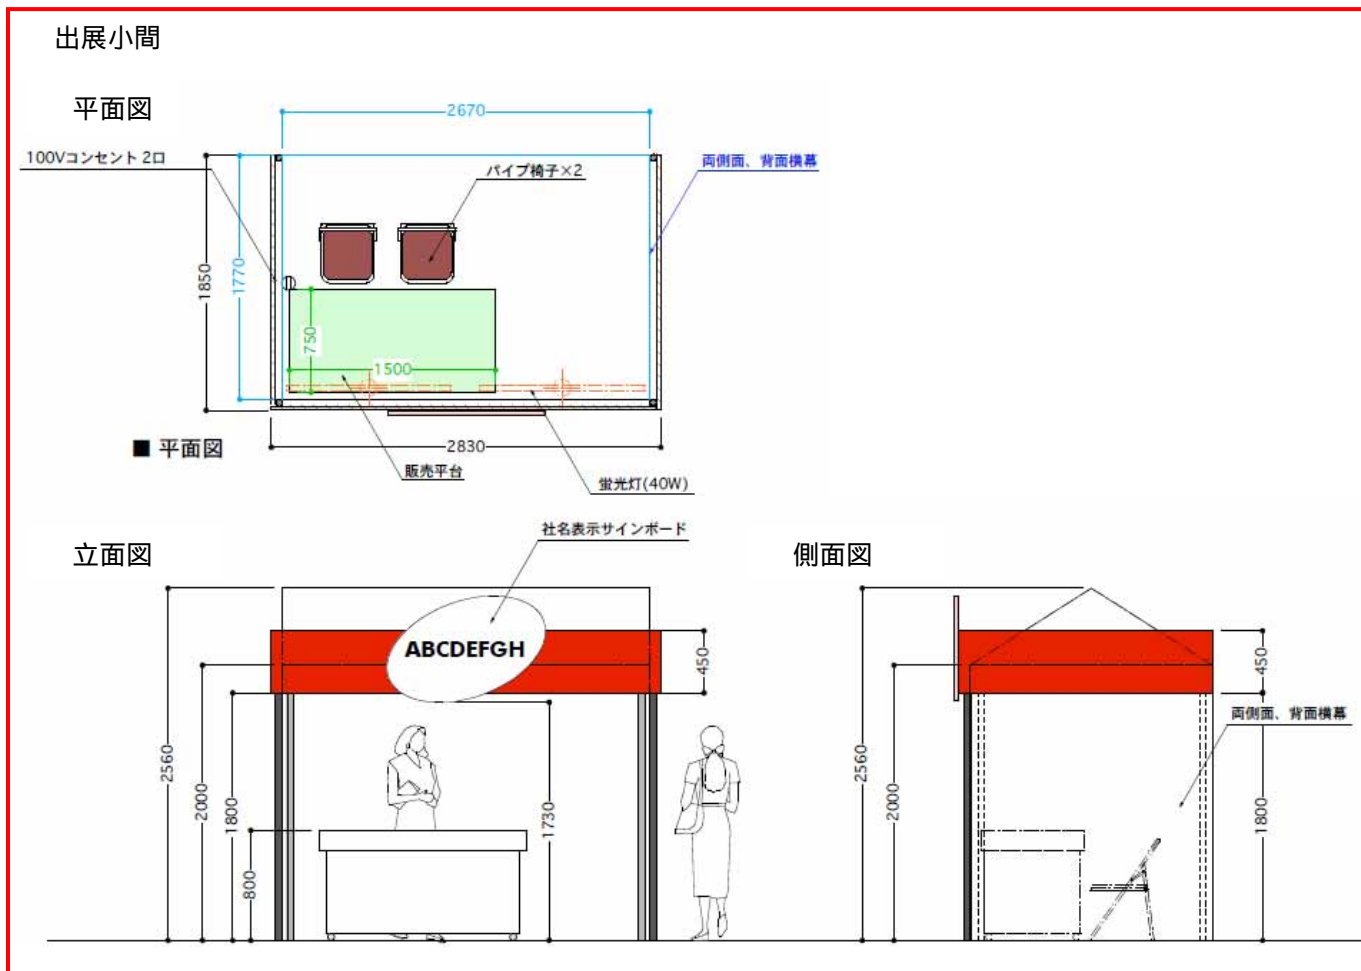 出展小間
平面図
2670
100Vコンセント 2口
パイプ椅子×2
両側面、背面横幕
1850
1770
750
1500
■ 平面図
2830
販売平台
蛍光灯(40W)
社名表示サインボード
立面図
側面図
ABCDEFGH
450
450
両側面、背面横幕
2560
2000
1800
800
1730
2560
2000
1800